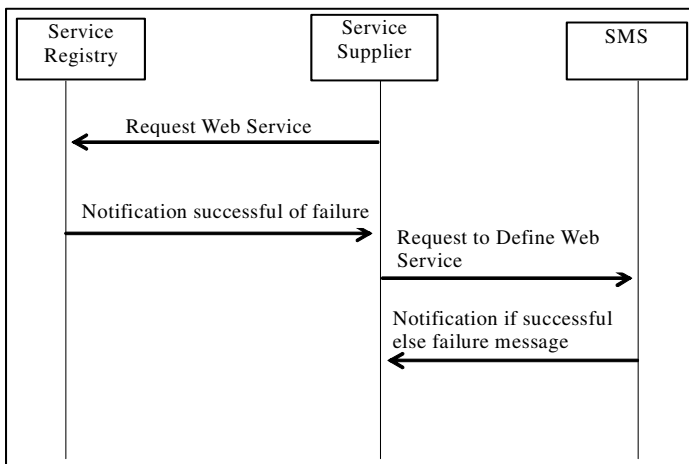 Service
Registry
Service
Supplier
SMS
Request Web Service
Notification successful of failure
Request to Define Web
Service
Notification if successful
else failure message